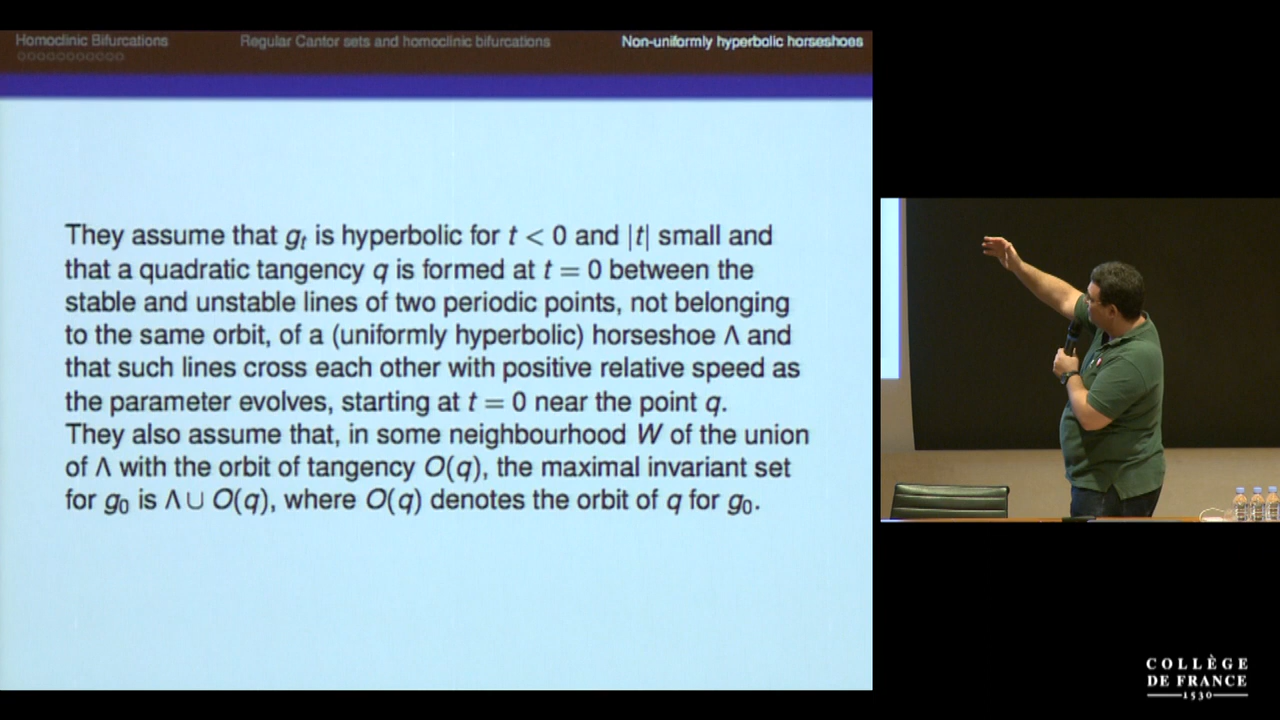 Homoclinic Bifurcations
Regular Cantor sets and homoclinic bifurcations
Non-uniformly hyperbolic horseshoes
They assume that gₜ is hyperbolic for t < 0 and |t| small and
that a quadratic tangency q is formed at t = 0 between the
stable and unstable lines of two periodic points, not belonging
to the same orbit, of a (uniformly hyperbolic) horseshoe Λ and
that such lines cross each other with positive relative speed as
the parameter evolves, starting at t = 0 near the point q.
They also assume that, in some neighbourhood W of the union
of Λ with the orbit of tangency O(q), the maximal invariant set
for g₀ is Λ ∪ O(q), where O(q) denotes the orbit of q for g₀.
COLLÈGE
DE FRANCE
1530